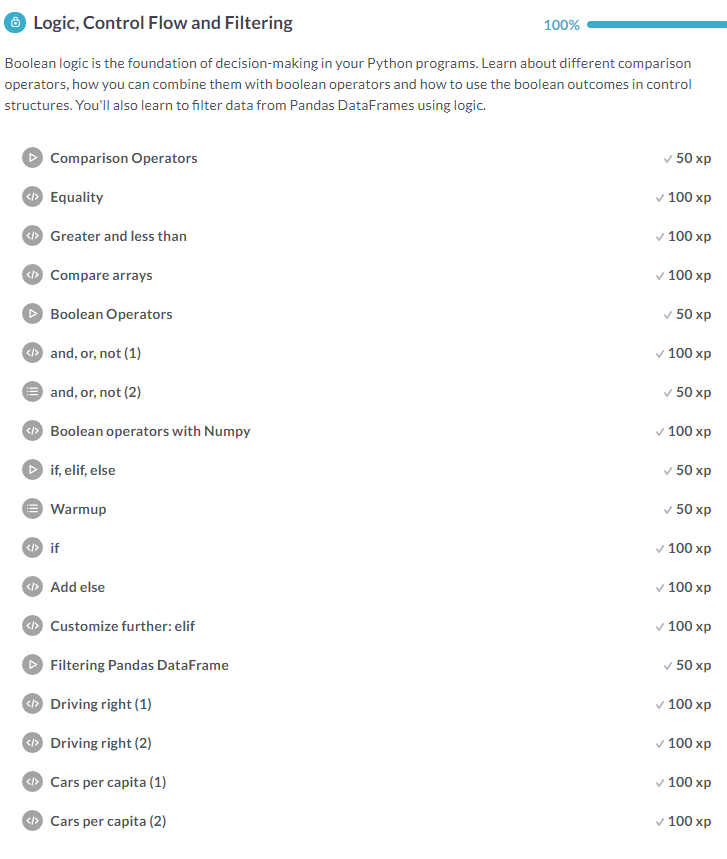 Logic, Control Flow and Filtering 100%
Boolean logic is the foundation of decision-making in your Python programs. Learn about different comparison
operators, how you can combine them with boolean operators and how to use the boolean outcomes in control
structures. You'll also learn to filter data from Pandas DataFrames using logic.
Comparison Operators 50 xp
Equality 100 xp
Greater and less than 100 xp
Compare arrays 100 xp
Boolean Operators 50 xp
and, or, not (1) 100 xp
and, or, not (2) 50 xp
Boolean operators with Numpy 100 xp
if, elif, else 50 xp
Warmup 50 xp
if 100 xp
Add else 100 xp
Customize further: elif 100 xp
Filtering Pandas DataFrame 50 xp
Driving right (1) 100 xp
Driving right (2) 100 xp
Cars per capita (1) 100 xp
Cars per capita (2) 100 xp